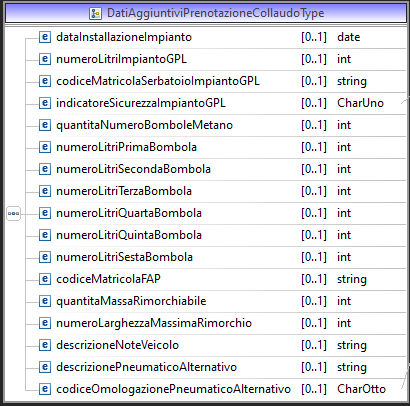 DatiAggiuntiviPrenotazioneCollaudoType
e dataInstallazioneImpianto [0..1] date
e numeroLitriImpiantoGPL [0..1] int
e codiceMatricolaSerbatoioImpiantoGPL [0..1] string
e indicatoreSicurezzaImpiantoGPL [0..1] CharUno
e quantitaNumeroBomboleMetano [0..1] int
e numeroLitriPrimaBombola [0..1] int
e numeroLitriSecondaBombola [0..1] int
e numeroLitriTerzaBombola [0..1] int
e numeroLitriQuartaBombola [0..1] int
e numeroLitriQuintaBombola [0..1] int
e numeroLitriSestaBombola [0..1] int
e codiceMatricolaFAP [0..1] string
e quantitaMassaRimorchiabile [0..1] int
e numeroLarghezzaMassimaRimorchio [0..1] int
e descrizioneNoteVeicolo [0..1] string
e descrizionePneumaticoAlternativo [0..1] string
e codiceOmologazionePneumaticoAlternativo [0..1] CharOtto